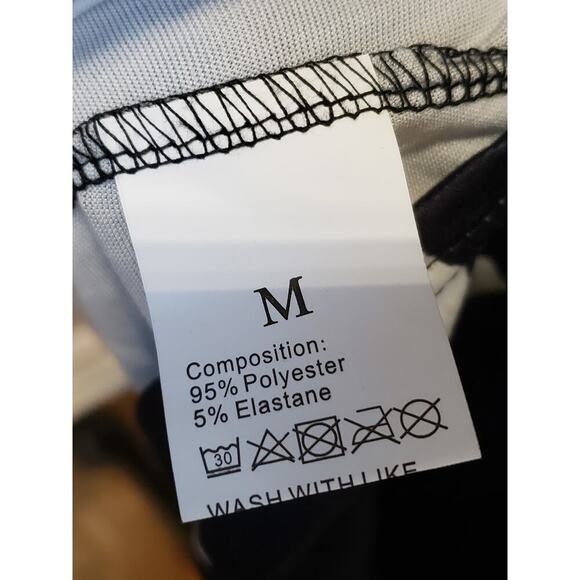 M
Composition:
95% Polyester
5% Elastane
30
WASH WITH LIKE